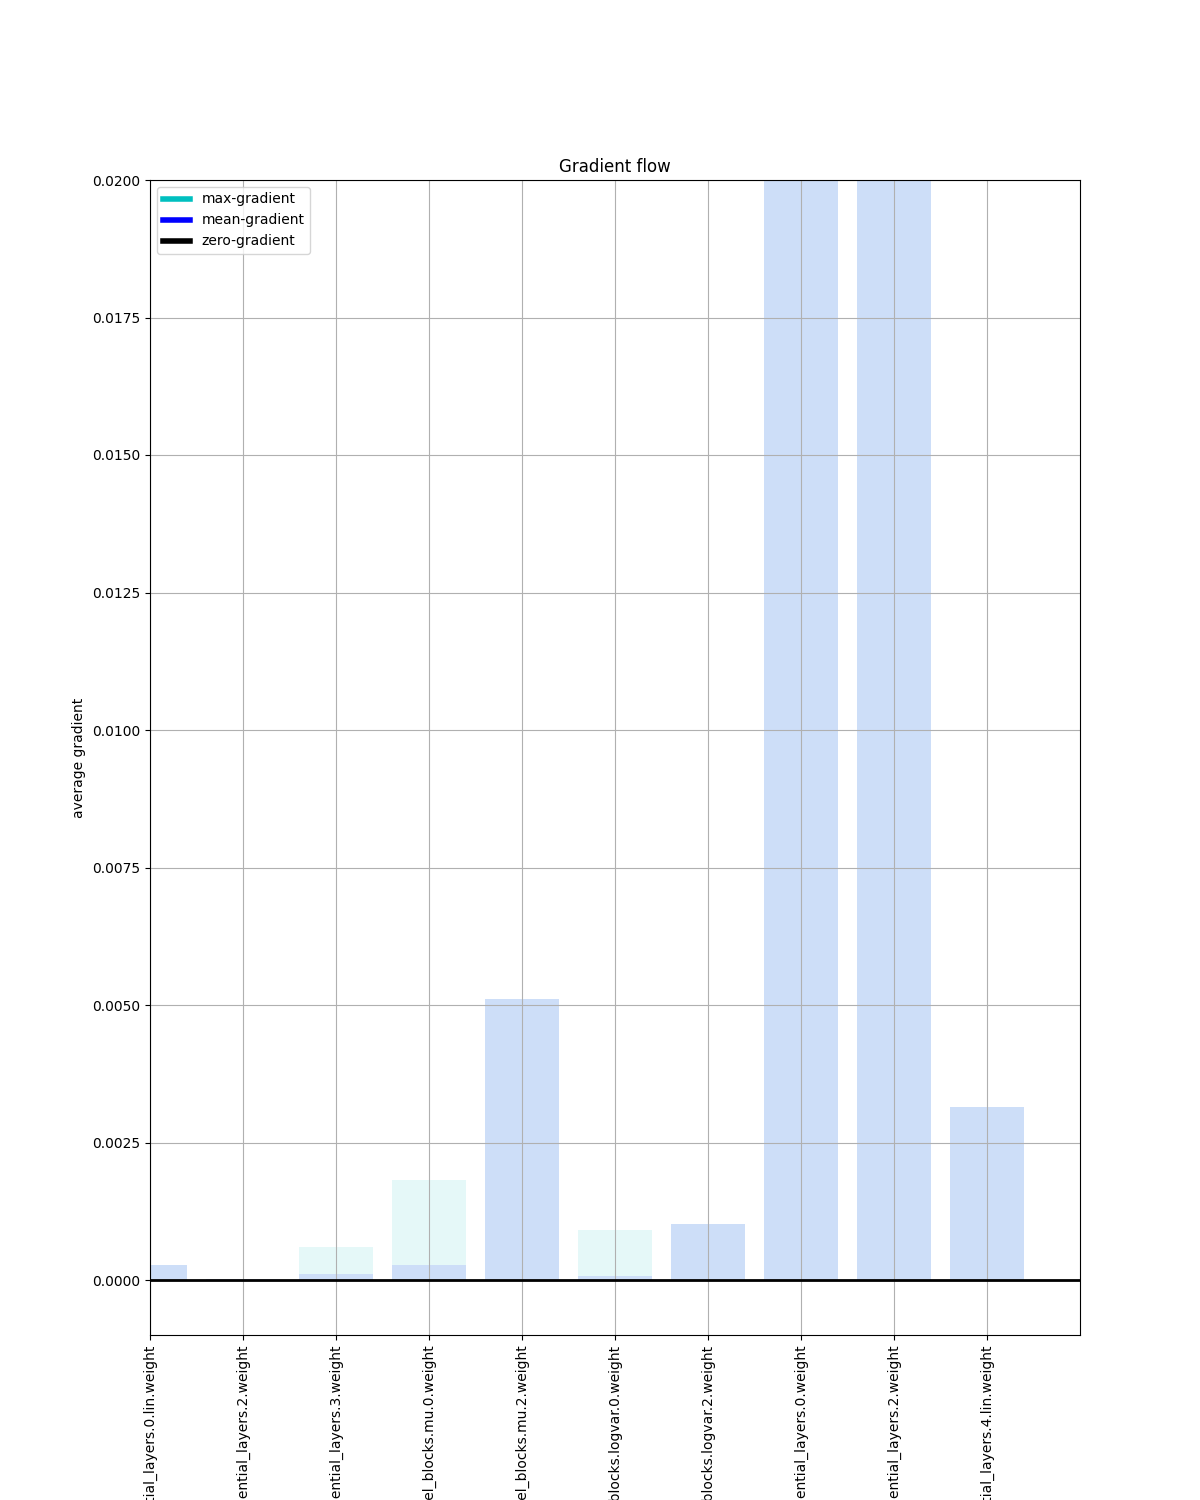 Gradient flow
max-gradient
mean-gradient
zero-gradient
0.0200
0.0175
0.0150
0.0125
0.0100
0.0075
0.0050
0.0025
0.0000
average gradient
tial_layers.0.lin.weight
ential_layers.2.weight
ential_layers.3.weight
el_blocks.mu.0.weight
el_blocks.mu.2.weight
blocks.logvar.0.weight
blocks.logvar.2.weight
ential_layers.0.weight
ential_layers.2.weight
tial_layers.4.lin.weight